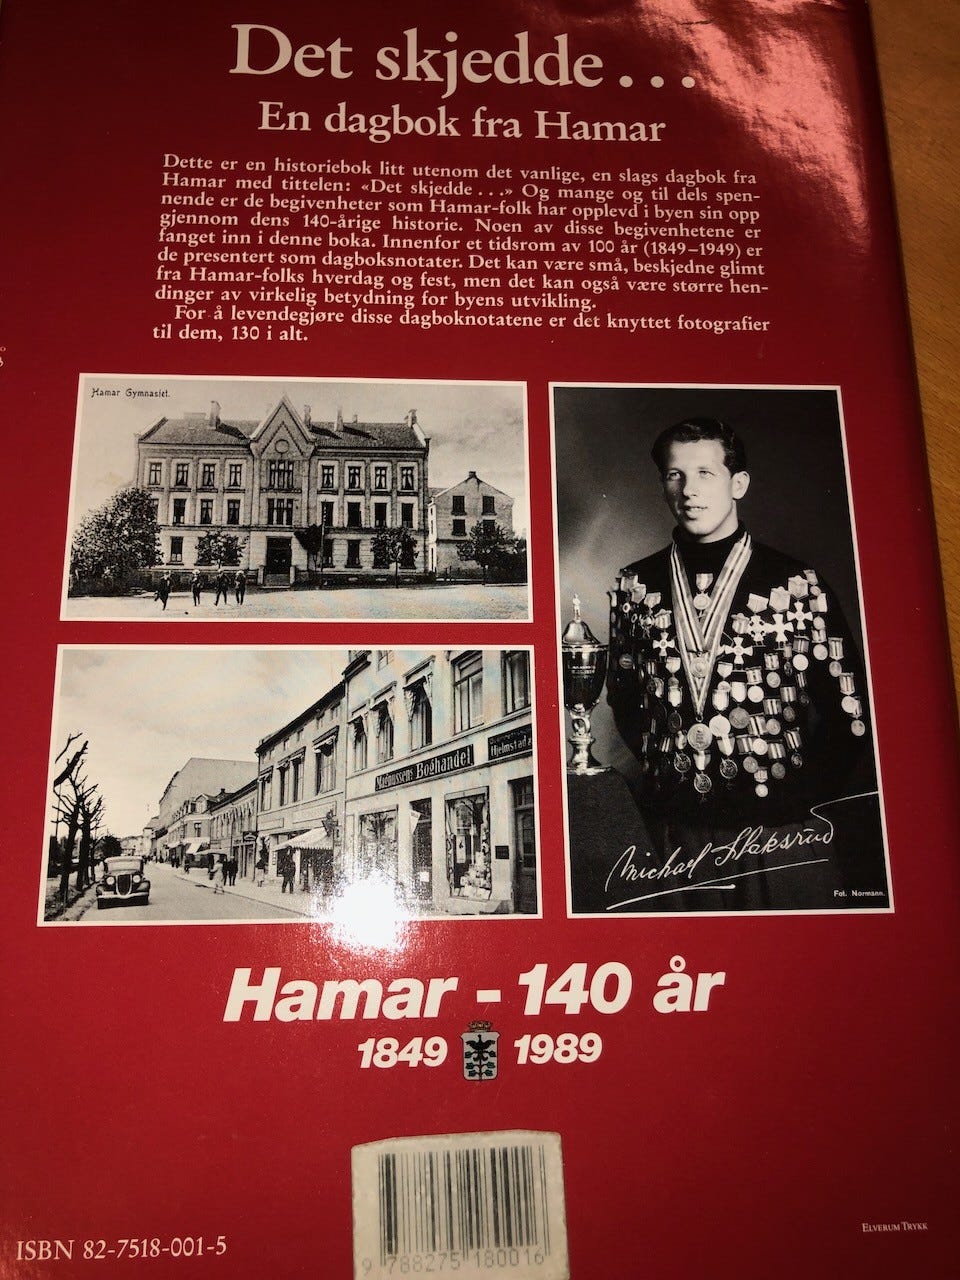 Det skjedde...
En dagbok fra Hamar
Dette er en historiebok litt utenom det vanlige, en slags dagbok fra
Hamar med tittelen: «Det skjedde...» Og mange og til dels spen-
nende er de begivenheter som Hamar-folk har opplevd i byen sin opp
gjennom dens 140-årige historie. Noen av disse begivenhetene er
fanget inn i denne boka. Innenfor et tidsrom av 100 år (1849–1949) er
de presentert som dagboksnotater. Det kan være små, beskjedne glimt
fra Hamar-folks hverdag og fest, men det kan også være større hen-
dinger av virkelig betydning for byens utvikling.
For å levendegjøre disse dagboknotatene er det knyttet fotografier
til dem, 130 i alt.
Hamar Gymnasiet.
Magnussens Boghandel
Hjelmstad
Michael Staksrud
Fot. Normann.
Hamar - 140 år
1849 1989
ISBN 82-7518-001-5
9 788275 180016
ELVERUM TRYKK